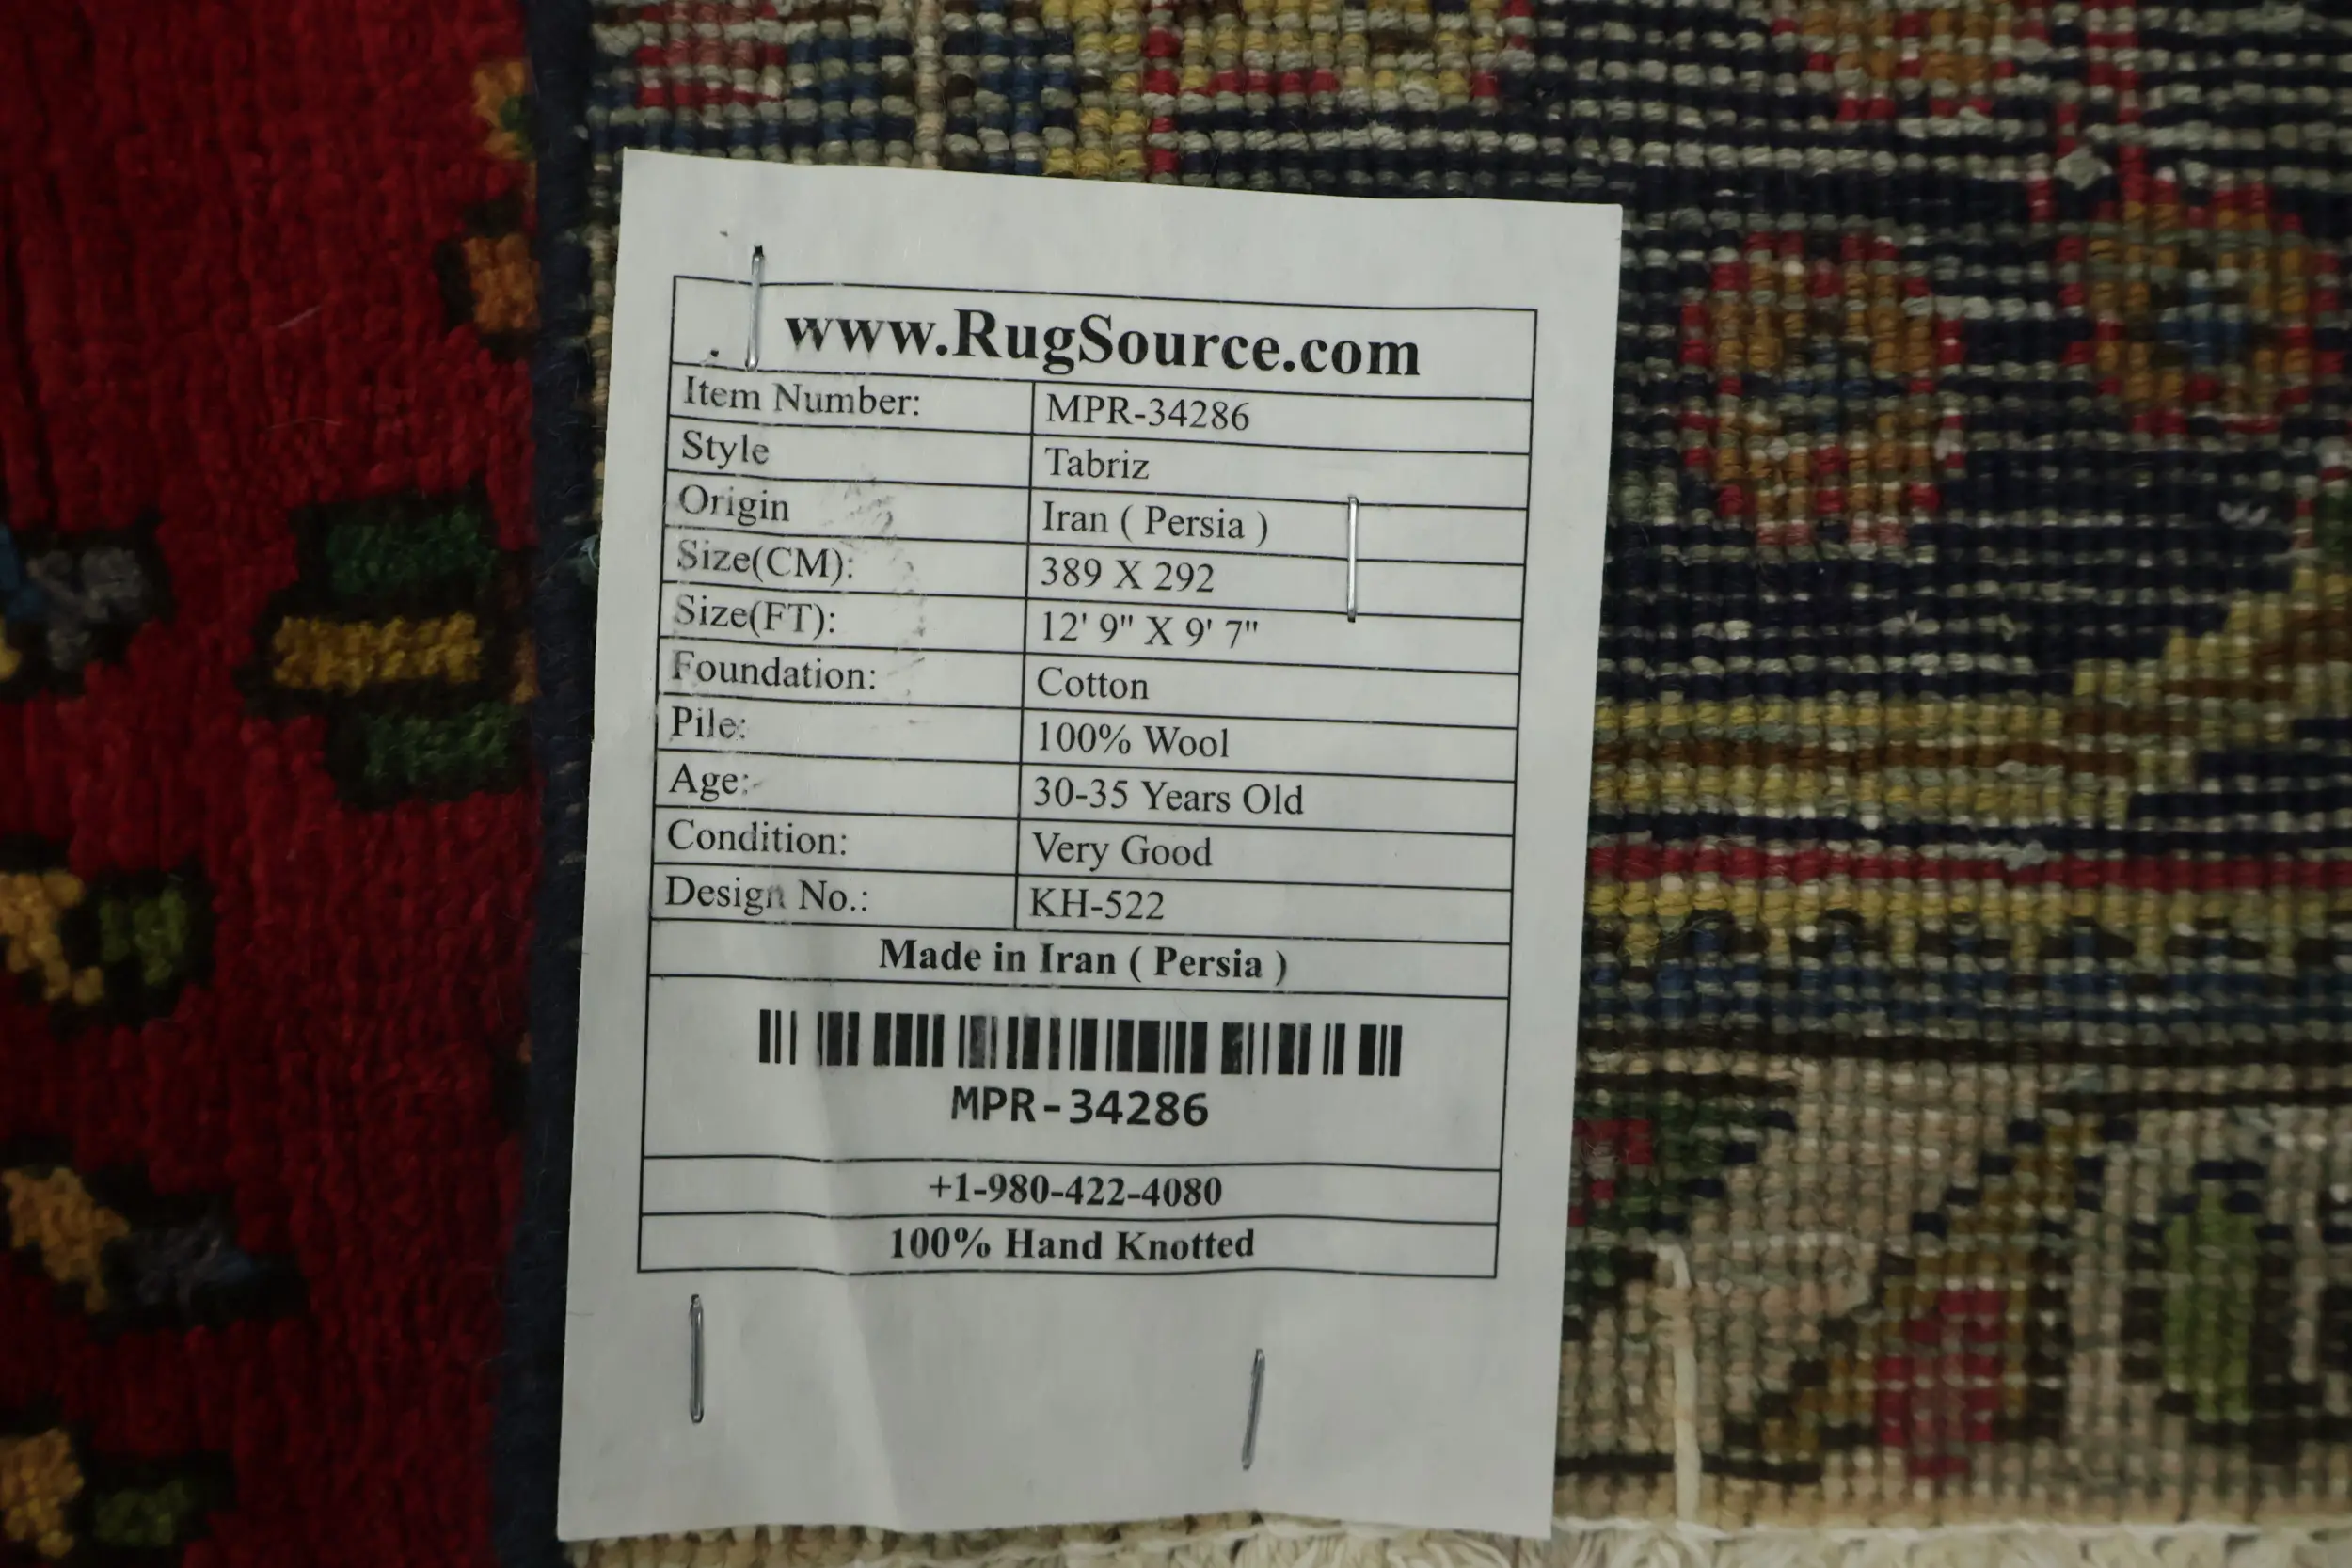 www.RugSource.com
Item Number: MPR-34286
Style Tabriz
Origin Iran ( Persia )
Size(CM): 389 X 292
Size(FT): 12' 9" X 9' 7"
Foundation: Cotton
Pile: 100% Wool
Age: 30-35 Years Old
Condition: Very Good
Design No.: KH-522
Made in Iran ( Persia )
MPR-34286
+1-980-422-4080
100% Hand Knotted